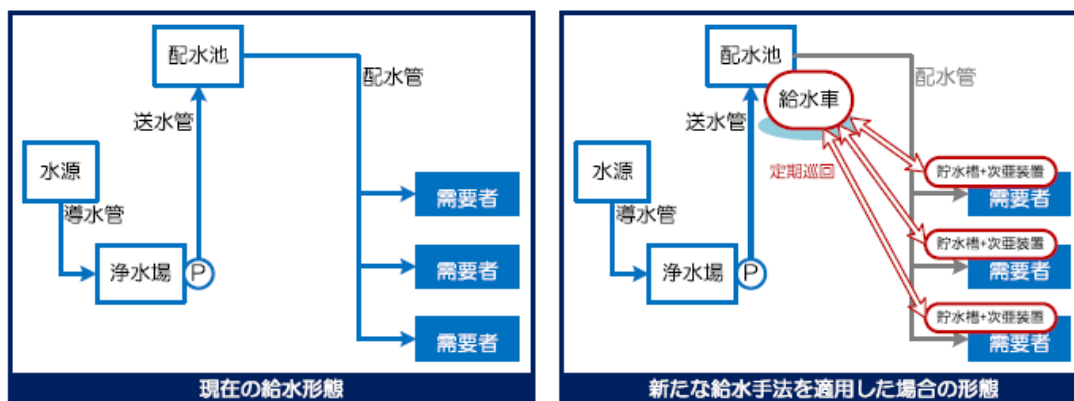 配水池
配水管
送水管
水源
導水管
浄水場
P
需要者
需要者
需要者
現在の給水形態
配水池
配水管
給水車
送水管
定期巡回
水源
導水管
浄水場
P
貯水槽+次亜装置
需要者
貯水槽+次亜装置
需要者
貯水槽+次亜装置
需要者
新たな給水手法を適用した場合の形態